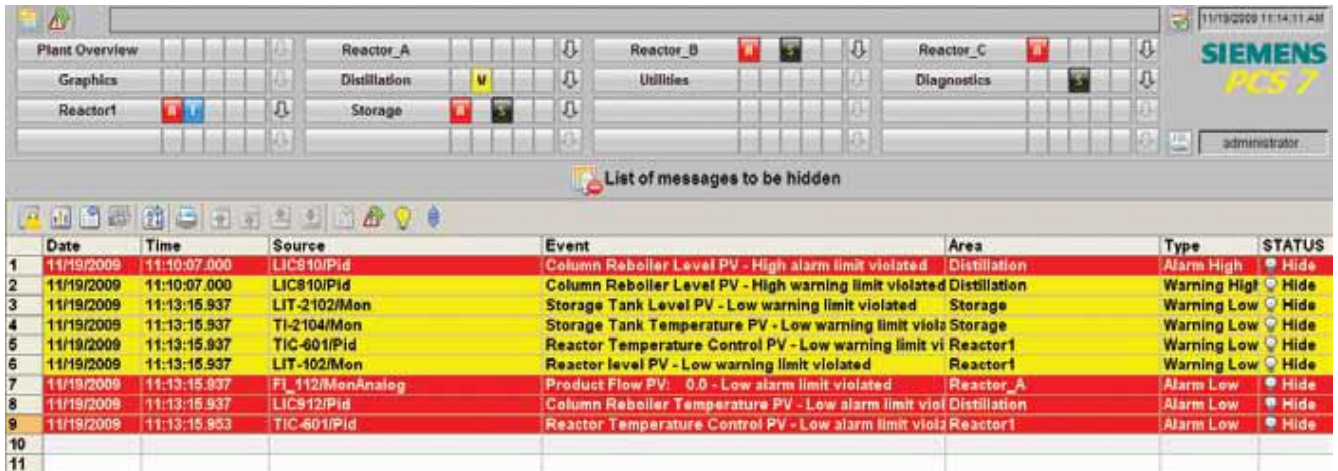 11/19/2009 11:14:11 AM
Plant Overview Reactor_A Reactor_B A S Reactor_C A
SIEMENS
Graphics Distillation W Utilities Diagnostics S
PCS 7
Reactor1 A T Storage A S
administrator
List of messages to be hidden
Date Time Source Event Area Type STATUS
1 11/19/2009 11:10:07.000 LIC810/Pid Column Reboiler Level PV - High alarm limit violated Distillation Alarm High Hide
2 11/19/2009 11:10:07.000 LIC810/Pid Column Reboiler Level PV - High warning limit violated Distillation Warning High Hide
3 11/19/2009 11:13:15.937 LIT-2102/Mon Storage Tank Level PV - Low warning limit violated Storage Warning Low Hide
4 11/19/2009 11:13:15.937 TI-2104/Mon Storage Tank Temperature PV - Low warning limit viola Storage Warning Low Hide
5 11/19/2009 11:13:15.937 TIC-601/Pid Reactor Temperature Control PV - Low warning limit vi Reactor1 Warning Low Hide
6 11/19/2009 11:13:15.937 LIT-102/Mon Reactor level PV - Low warning limit violated Reactor1 Warning Low Hide
7 11/19/2009 11:13:15.937 FI_112/MonAnalog Product Flow PV: 0.0 - Low alarm limit violated Reactor_A Alarm Low Hide
8 11/19/2009 11:13:15.937 LIC912/Pid Column Reboiler Temperature PV - Low alarm limit viol Distillation Alarm Low Hide
9 11/19/2009 11:13:15.953 TIC-601/Pid Reactor Temperature Control PV - Low alarm limit viola Reactor1 Alarm Low Hide
10
11